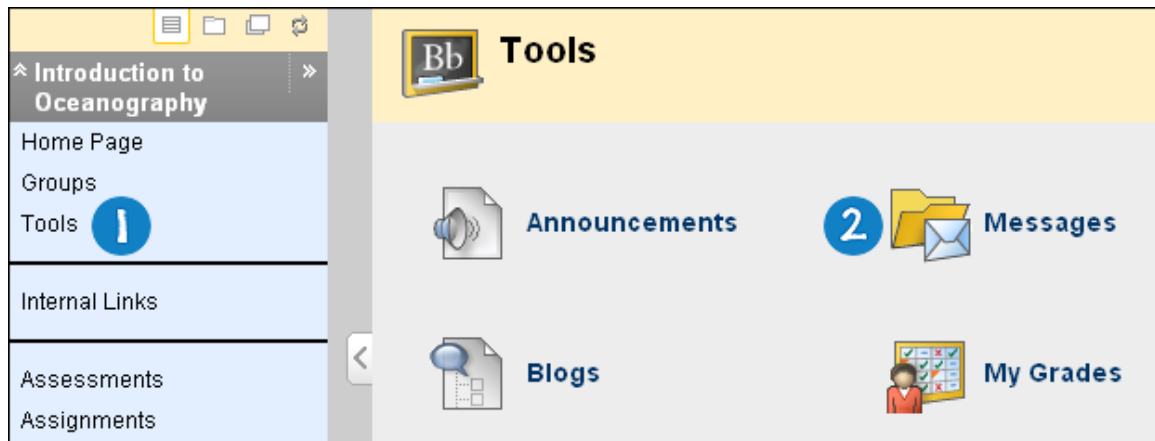 Introduction to
Oceanography
Home Page
Groups
Tools 1
Internal Links
Assessments
Assignments
Bb Tools
Announcements
2 Messages
Blogs
My Grades